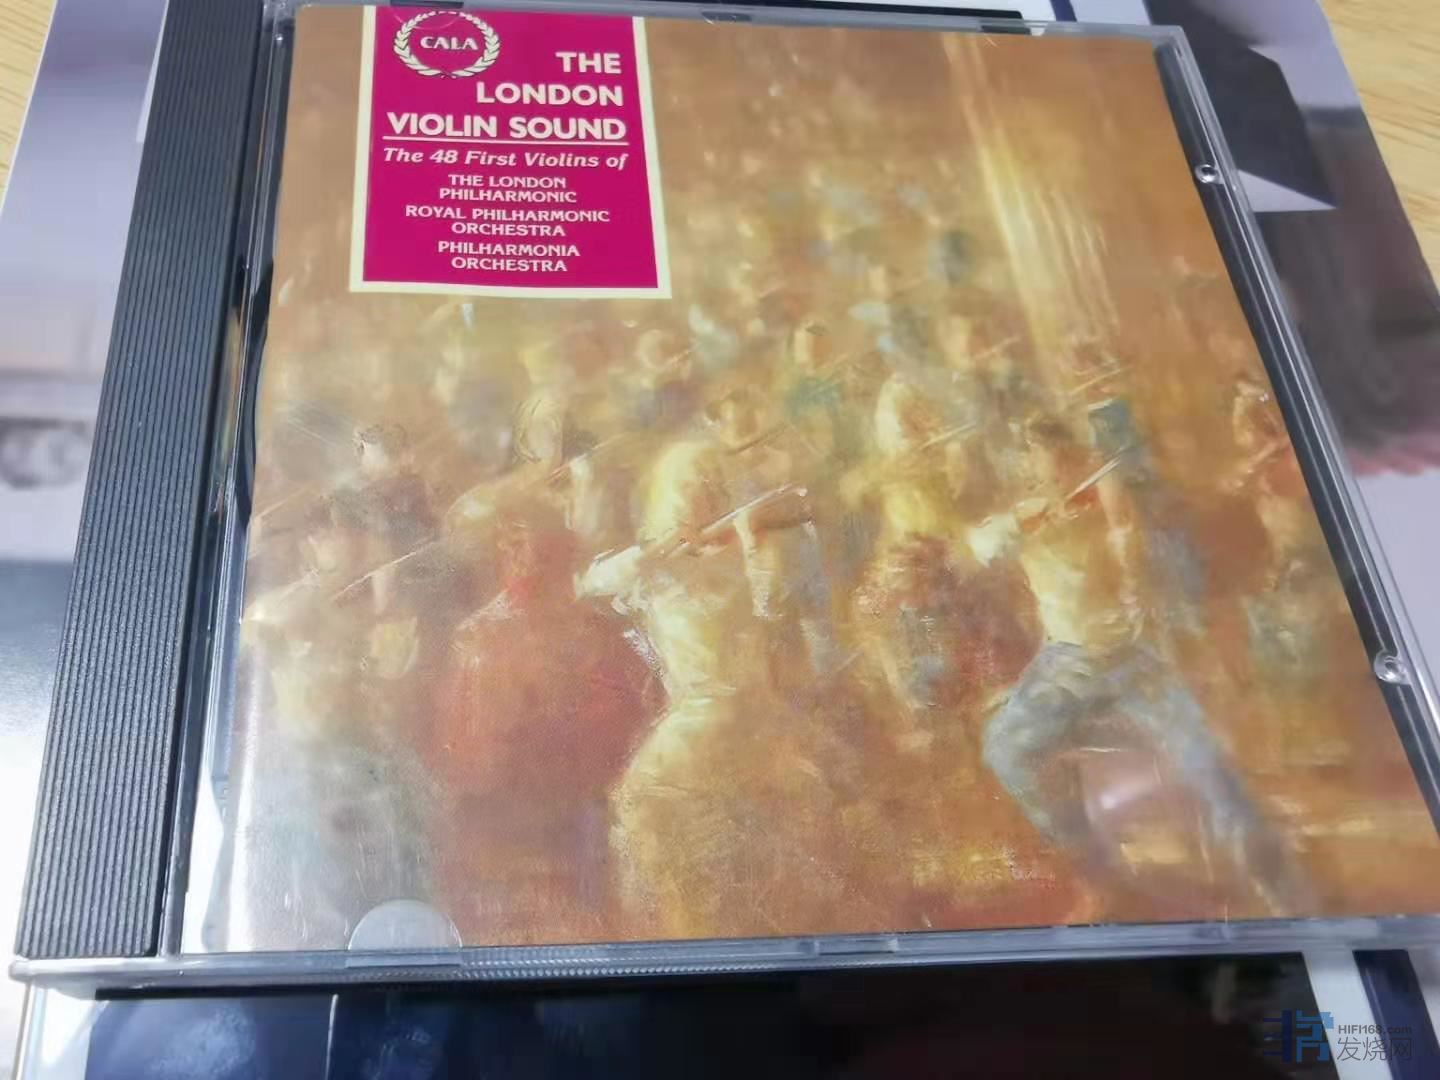 CALA
THE
LONDON
VIOLIN SOUND
The 48 First Violins of
THE LONDON
PHILHARMONIC
ROYAL PHILHARMONIC
ORCHESTRA
PHILHARMONIA
ORCHESTRA
HIFI168.com
发烧网